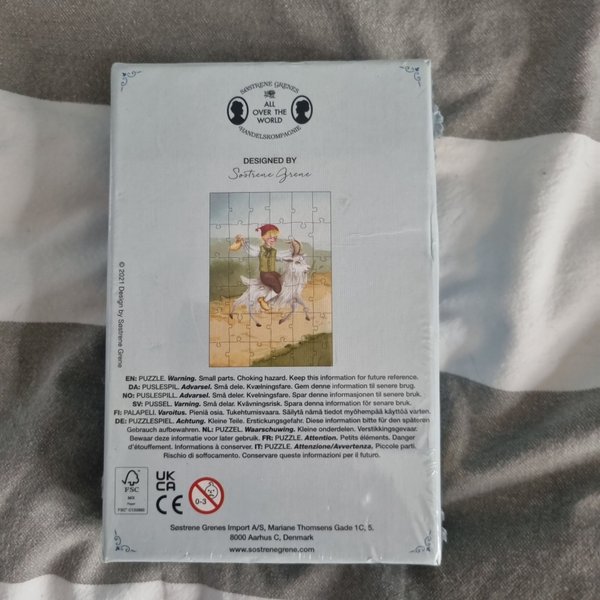 SØSTRENE GRENES
ALL
OVER THE
WORLD
HANDELSKOMPAGNIE
DESIGNED BY
Søstrene Grene
© 2021 Design by Søstrene Grene
EN: PUZZLE. Warning. Small parts. Choking hazard. Keep this information for future reference.
DA: PUSLESPIL. Advarsel. Små dele. Kvælningsfare. Gem denne information til senere brug.
NO: PUSLESPILL. Advarsel. Små deler. Kvelningsfare. Spar denne informasjonen til senere bruk.
SV: PUSSEL. Varning. Små delar. Kvävningsrisk. Spara denna information för senare bruk.
FI: PALAPELI. Varoitus. Pieniä osia. Tukehtumisvaara. Säilytä nämä tiedot myöhempää käyttöä varten.
DE: PUZZLESPIEL. Achtung. Kleine Teile. Erstickungsgefahr. Diese Information bitte für den späteren
Gebrauch aufbewahren. NL: PUZZEL. Waarschuwing. Kleine onderdelen. Verstikkingsgevaar.
Bewaar deze informatie voor later gebruik. FR: PUZZLE. Attention. Petits éléments. Danger
d'étouffement. Informations à conserver. IT: PUZZLE. Attenzione/Avvertenza. Piccole parti.
Rischio di soffocamento. Conservare queste informazioni per il futuro.
FSC
MIX
Paper
UK
CA
CE
0-3
Søstrene Grenes Import A/S, Mariane Thomsens Gade 1C, 5,
8000 Aarhus C, Denmark
www.sostrenegrene.com